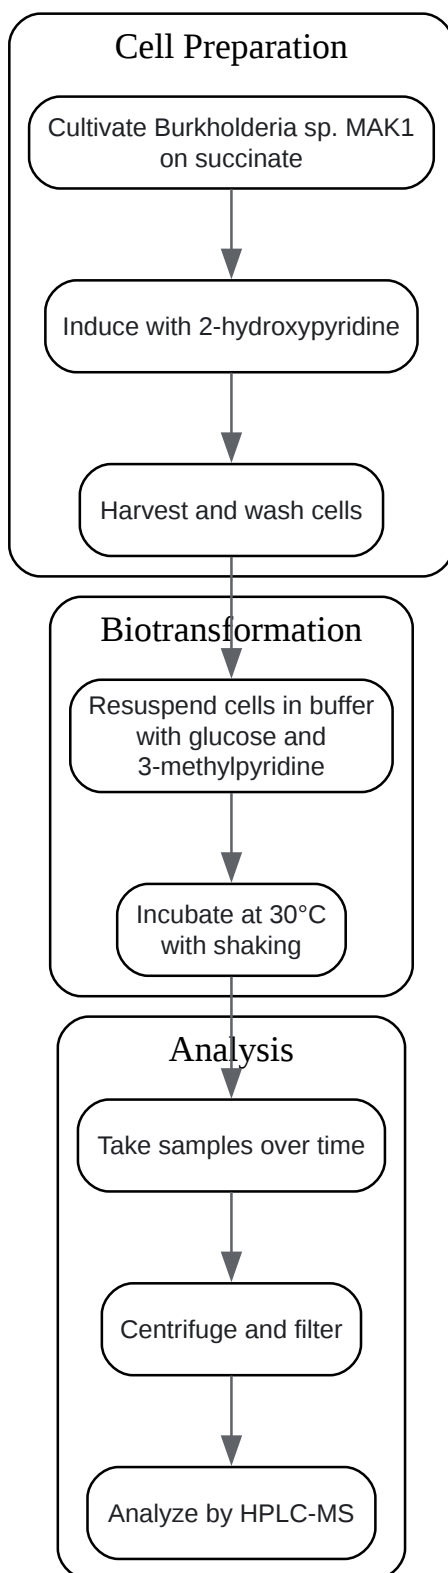 Cell Preparation
Cultivate Burkholderia sp. MAK1
on succinate
Induce with 2-hydroxypyridine
Harvest and wash cells
Biotransformation
Resuspend cells in buffer
with glucose and
3-methylpyridine
Incubate at 30°C
with shaking
Analysis
Take samples over time
Centrifuge and filter
Analyze by HPLC-MS